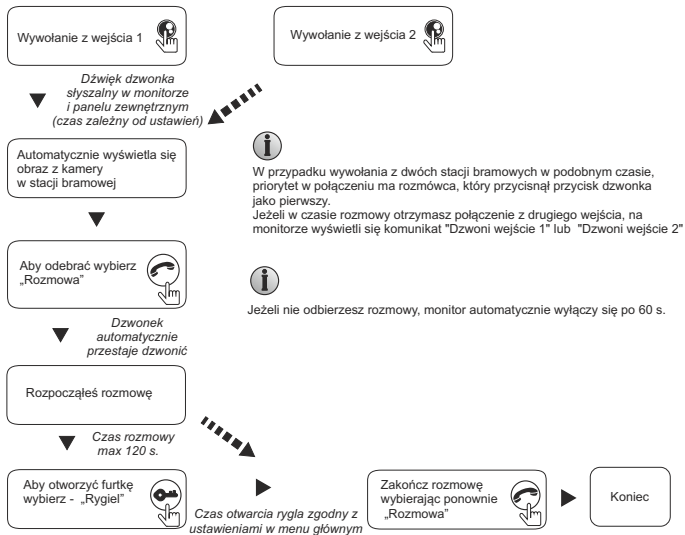 Wywołanie z wejścia 1
Wywołanie z wejścia 2
Dźwięk dzwonka
słyszalny w monitorze
i panelu zewnętrznym
(czas zależny od ustawień)
Automatycznie wyświetla się
obraz z kamery
w stacji bramowej
W przypadku wywołania z dwóch stacji bramowych w podobnym czasie,
priorytet w połączeniu ma rozmówca, który przycisnął przycisk dzwonka
jako pierwszy.
Jeżeli w czasie rozmowy otrzymasz połączenie z drugiego wejścia, na
monitorze wyświetli się komunikat "Dzwoni wejście 1" lub "Dzwoni wejście 2"
Aby odebrać wybierz
„Rozmowa”
Jeżeli nie odbierzesz rozmowy, monitor automatycznie wyłączy się po 60 s.
Dzwonek
automatycznie
przestaje dzwonić
Rozpocząłeś rozmowę
Czas rozmowy
max 120 s.
Aby otworzyć furtkę
wybierz - „Rygiel”
Czas otwarcia rygla zgodny z
ustawieniami w menu głównym
Zakończ rozmowę
wybierając ponownie
„Rozmowa”
Koniec